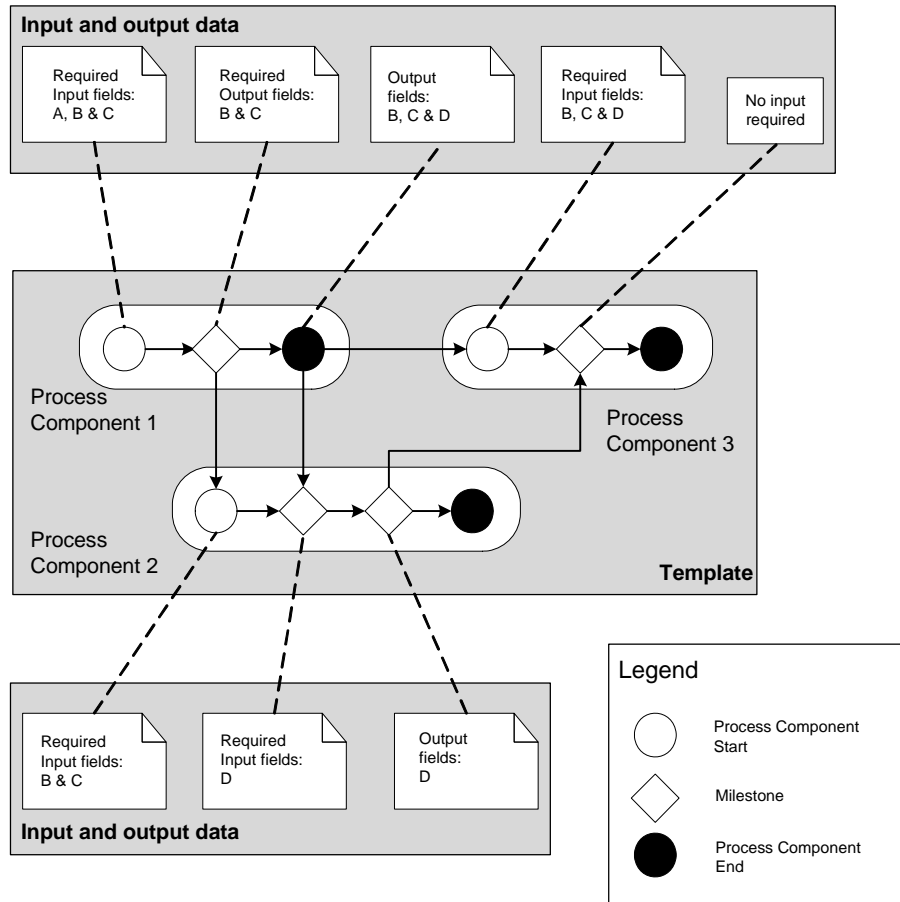 Input and output data
Required
Input fields:
A, B & C
Required
Output fields:
B & C
Output
fields:
B, C & D
Required
Input fields:
B, C & D
No input
required
Process
Component 1
Process
Component 3
Process
Component 2
Template
Required
Input fields:
B & C
Required
Input fields:
D
Output
fields:
D
Input and output data
Legend
Process Component
Start
Milestone
Process Component
End